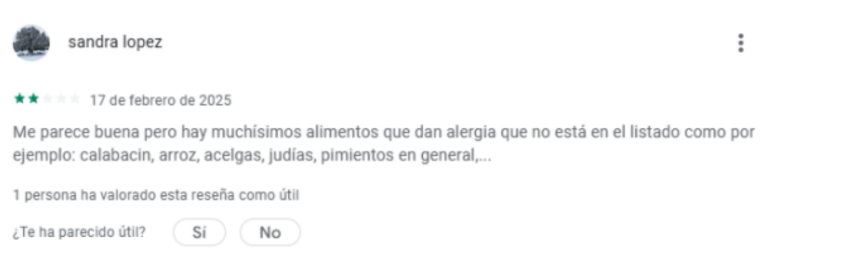 sandra lopez
17 de febrero de 2025
Me parece buena pero hay muchísimos alimentos que dan alergia que no está en el listado como por
ejemplo: calabacin, arroz, acelgas, judías, pimientos en general,...
1 persona ha valorado esta reseña como útil
¿Te ha parecido útil? Sí No